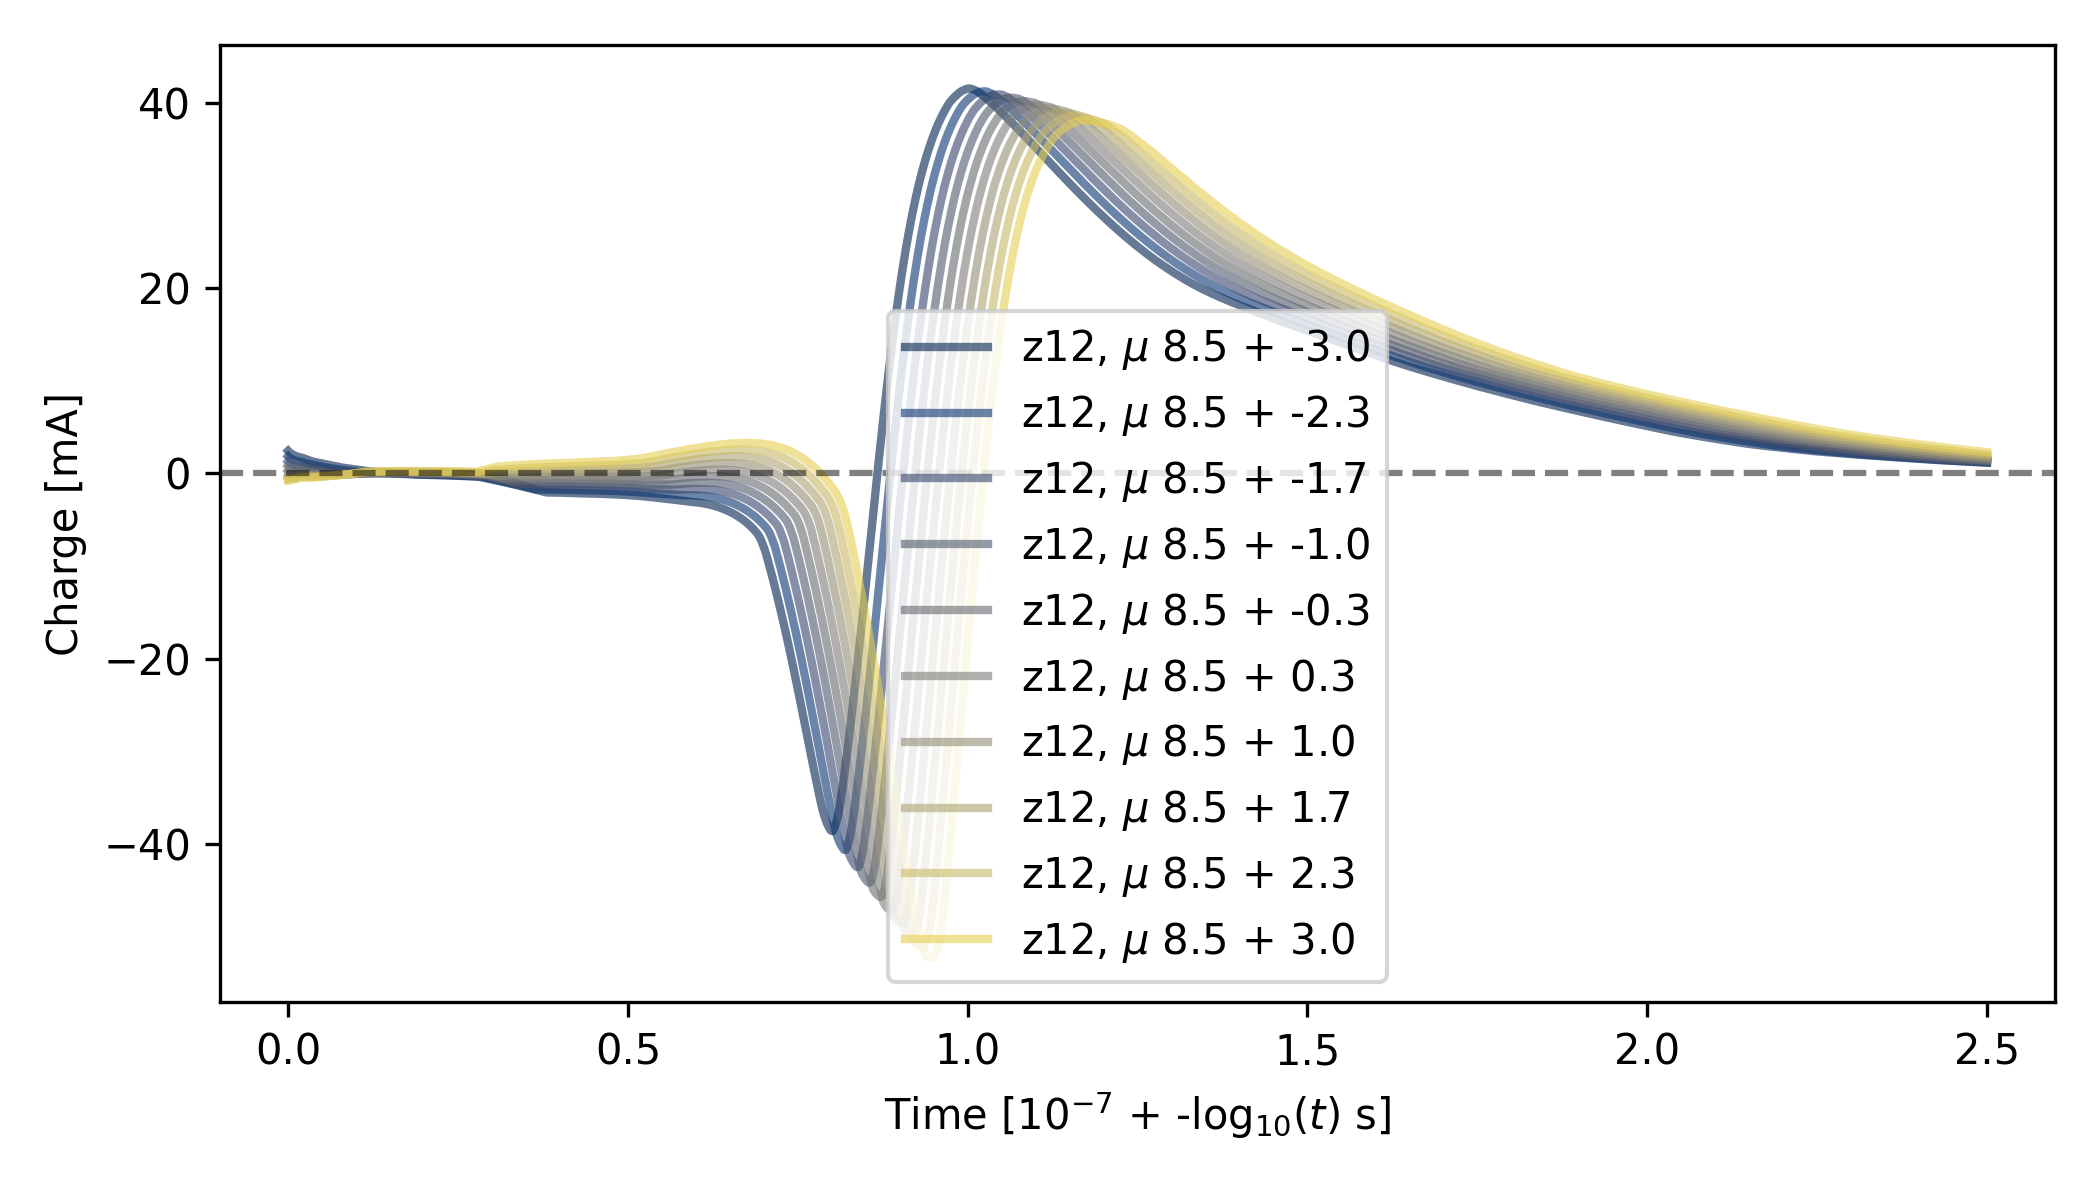 40
20
0
−20
−40
Charge [mA]
z12, μ 8.5 + -3.0
z12, μ 8.5 + -2.3
z12, μ 8.5 + -1.7
z12, μ 8.5 + -1.0
z12, μ 8.5 + -0.3
z12, μ 8.5 + 0.3
z12, μ 8.5 + 1.0
z12, μ 8.5 + 1.7
z12, μ 8.5 + 2.3
z12, μ 8.5 + 3.0
0.0 0.5 1.0 1.5 2.0 2.5
Time [10⁻⁷ + -log₁₀(t) s]